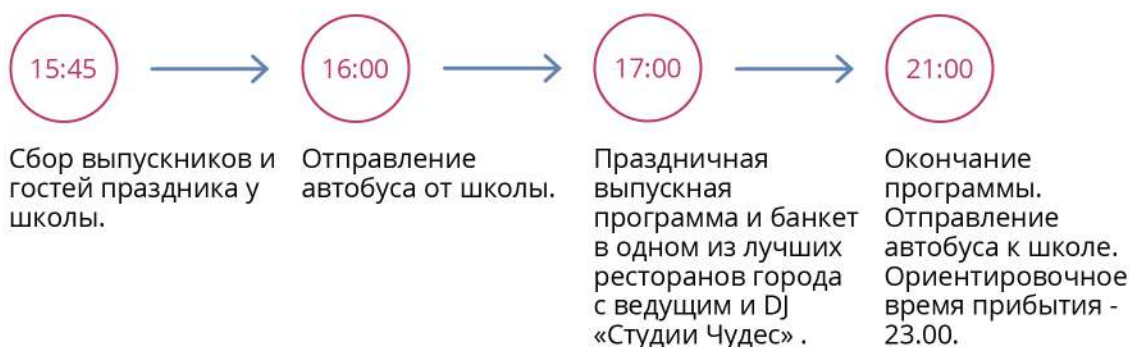 15:45
Сбор выпускников и
гостей праздника у
школы.
16:00
Отправление
автобуса от школы.
17:00
Праздничная
выпускная
программа и банкет
в одном из лучших
ресторанов города
с ведущим и DJ
«Студии Чудес» .
21:00
Окончание
программы.
Отправление
автобуса к школе.
Ориентировочное
время прибытия -
23.00.